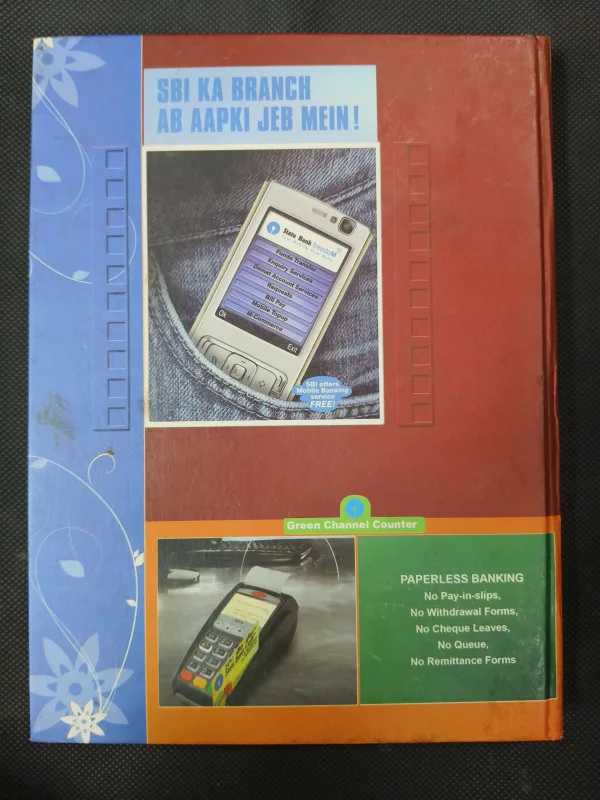 SBI KA BRANCH
AB AAPKI JEB MEIN!
State Bank freedoM
Funds Transfer
Enquiry Services
Demat Account Services
Requests
Bill Pay
Mobile Topup
M-Commerce
Ok
Exit
SBI offers
Mobile Banking
service
FREE!
Green Channel Counter
PAPERLESS BANKING
No Pay-in-slips,
No Withdrawal Forms,
No Cheque Leaves,
No Queue,
No Remittance Forms